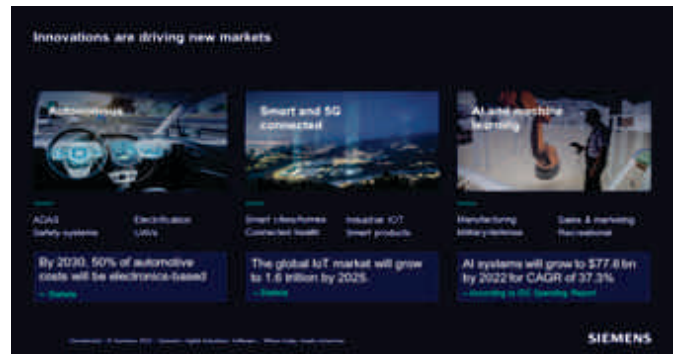 Innovations are driving new markets
Autonomous
Smart and 5G
connected
AI and machine
learning
ADAS
Electrification
Safety systems
UAVs
Smart cities/homes
Industrial IOT
Connected health
Smart products
Manufacturing
Sales & marketing
Military/defense
Recreational
By 2030, 50% of automotive
costs will be electronics-based
– Statista
The global IoT market will grow
to 1.6 trillion by 2025
– Statista
AI systems will grow to $77.6 bn
by 2022 for CAGR of 37.3%
– According to IDC Spending Report
SIEMENS